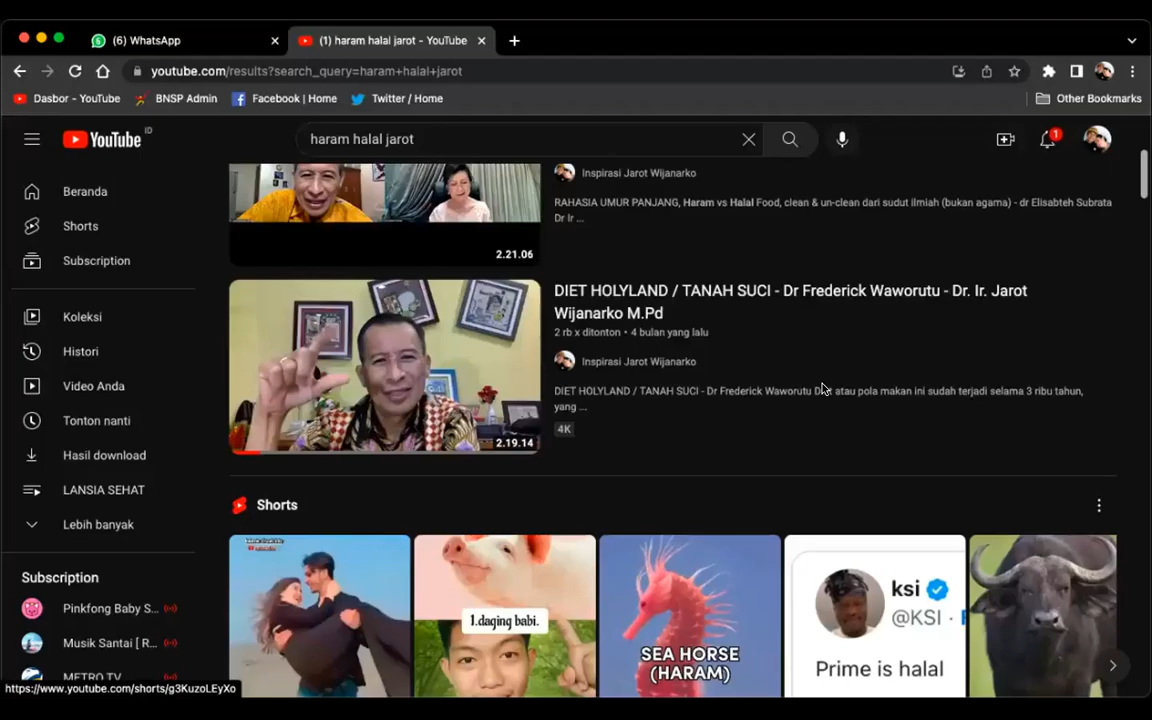 (6) WhatsApp
(1) haram halal jarot - YouTube
youtube.com/results?search_query=haram+halal+jarot
Dasbor - YouTube
BNSP Admin
Facebook | Home
Twitter / Home
Other Bookmarks
YouTube ID
haram halal jarot
1
Beranda
Shorts
Subscription
Koleksi
Histori
Video Anda
Tonton nanti
Hasil download
LANSIA SEHAT
Lebih banyak
Subscription
Pinkfong Baby S...
Musik Santai [ R...
METRO TV
https://www.youtube.com/shorts/g3KuzoLEyXo
2.21.06
Inspirasi Jarot Wijanarko
RAHASIA UMUR PANJANG, Haram vs Halal Food, clean & un-clean dari sudut ilmiah (bukan agama) - dr Elisabteh Subrata
Dr Ir ...
2.19.14
DIET HOLYLAND / TANAH SUCI - Dr Frederick Waworutu - Dr. Ir. Jarot
Wijanarko M.Pd
2 rb x ditonton • 4 bulan yang lalu
Inspirasi Jarot Wijanarko
DIET HOLYLAND / TANAH SUCI - Dr Frederick Waworutu atau pola makan ini sudah terjadi selama 3 ribu tahun,
yang ...
4K
Shorts
1.daging babi.
SEA HORSE
(HARAM)
ksi
@KSI ·
Prime is halal